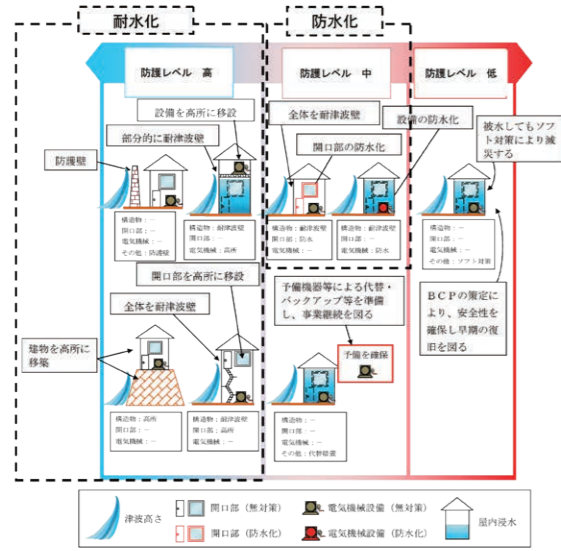 耐水化
防水化
防護レベル 高
防護レベル 中
防護レベル 低
設備を高所に移設
部分的に耐津波壁
防護壁
全体を耐津波壁
開口部の防水化
設備の防水化
被水してもソフ
ト対策により減
災する
構造物：－
開口部：－
電気機械：－
その他：防護壁
構造物：耐津波壁
開口部：－
電気機械：高所
構造物：耐津波壁
開口部：防水
電気機械：－
構造物：耐津波壁
開口部：－
電気機械：防水
構造物：－
開口部：－
電気機械：－
その他：ソフト対策
開口部を高所に移設
全体を耐津波壁
建物を高所に
移築
予備機器等による代替・
バックアップ等を準備
し、事業継続を図る
予備を確保
ＢＣＰの策定に
より、安全性を
確保し早期の復
旧を図る
構造物：高所
開口部：－
電気機械：－
構造物：耐津波壁
開口部：高所
電気機械：－
構造物：－
開口部：－
電気機械：－
その他：代替措置
津波高さ
開口部（無対策）
開口部（防水化）
電気機械設備（無対策）
電気機械設備（防水化）
屋内浸水